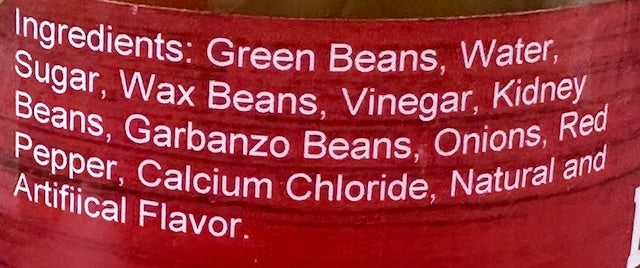 Ingredients: Green Beans, Water,
Sugar, Wax Beans, Vinegar, Kidney
Beans, Garbanzo Beans, Onions, Red
Pepper, Calcium Chloride, Natural and
Artifiical Flavor.